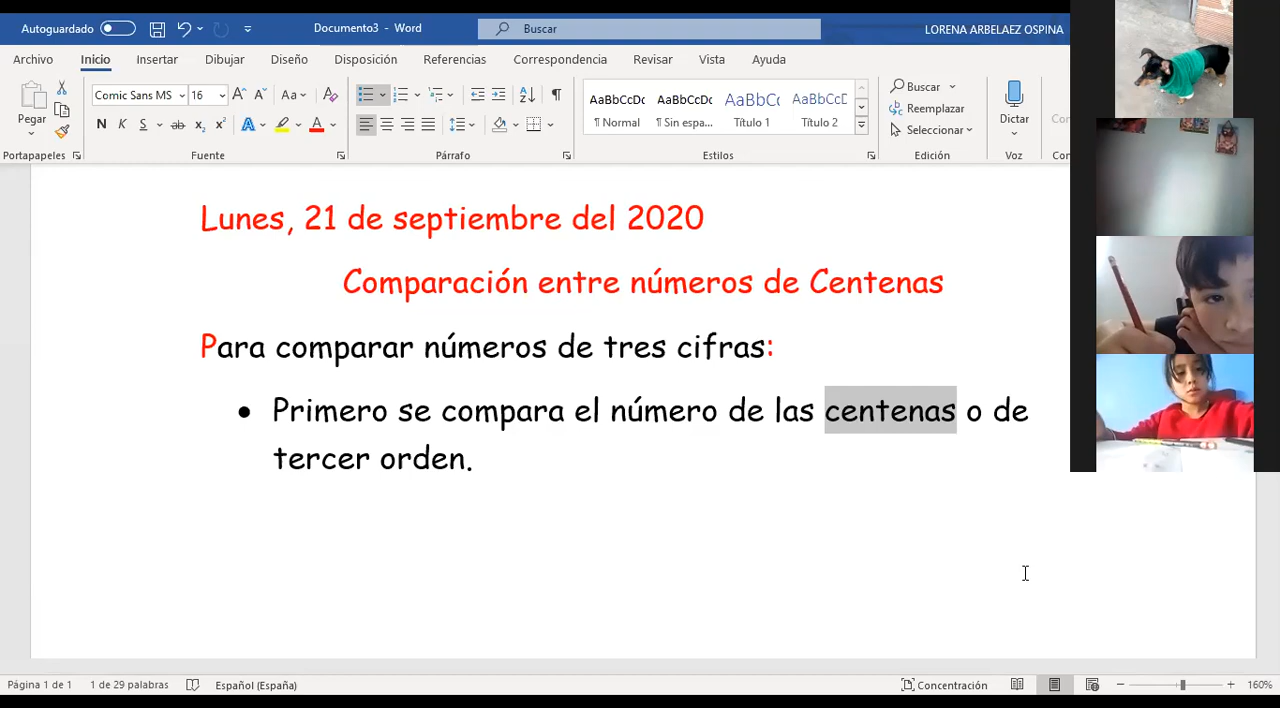 Autoguardado
Documento3 - Word
Buscar
LORENA ARBELAEZ OSPINA
Archivo Inicio Insertar Dibujar Diseño Disposición Referencias Correspondencia Revisar Vista Ayuda
Pegar
Portapapeles
Comic Sans MS 16
Aa
N K S ab x₂ x² A A
Fuente
Párrafo
AaBbCcDc AaBbCcDc AaBbCc AaBbCcD
¶ Normal ¶ Sin espa... Título 1 Título 2
Estilos
Buscar
Reemplazar
Seleccionar
Edición
Dictar
Voz
Lunes, 21 de septiembre del 2020
Comparación entre números de Centenas
Para comparar números de tres cifras:
• Primero se compara el número de las centenas o de
tercer orden.
Página 1 de 1 1 de 29 palabras Español (España) Concentración 160%